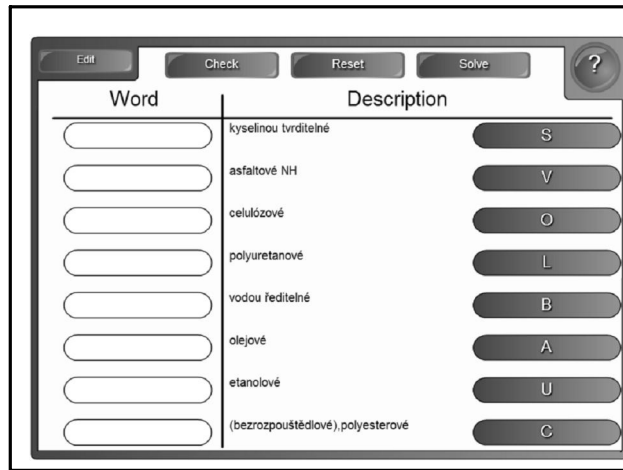 Edit Check Reset Solve ?
Word Description
kyselinou tvrditelné S
asfaltové NH V
celulózové O
polyuretanové L
vodou ředitelné B
olejové A
etanolové U
(bezrozpouštědlové),polyesterové C